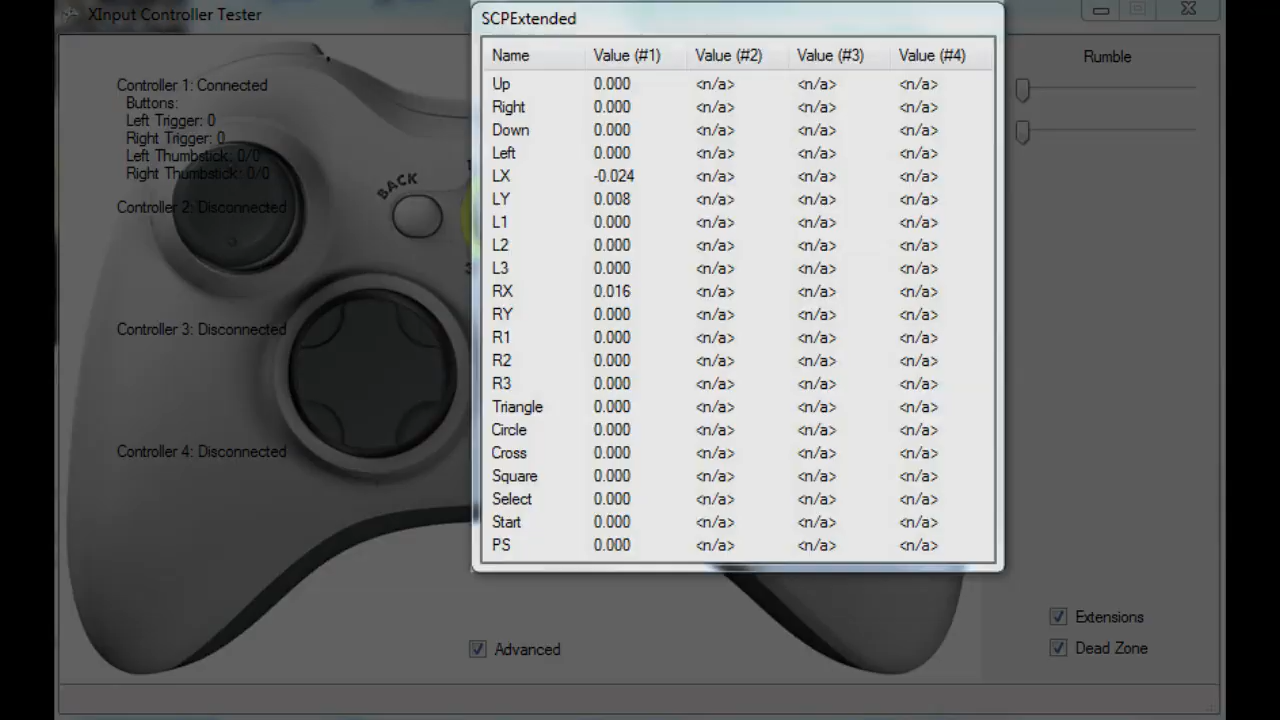 XInput Controller Tester
SCPExtended
Name Value (#1) Value (#2) Value (#3) Value (#4)
Up 0.000 <n/a> <n/a> <n/a>
Right 0.000 <n/a> <n/a> <n/a>
Down 0.000 <n/a> <n/a> <n/a>
Left 0.000 <n/a> <n/a> <n/a>
LX -0.024 <n/a> <n/a> <n/a>
LY 0.008 <n/a> <n/a> <n/a>
L1 0.000 <n/a> <n/a> <n/a>
L2 0.000 <n/a> <n/a> <n/a>
L3 0.000 <n/a> <n/a> <n/a>
RX 0.016 <n/a> <n/a> <n/a>
RY 0.000 <n/a> <n/a> <n/a>
R1 0.000 <n/a> <n/a> <n/a>
R2 0.000 <n/a> <n/a> <n/a>
R3 0.000 <n/a> <n/a> <n/a>
Triangle 0.000 <n/a> <n/a> <n/a>
Circle 0.000 <n/a> <n/a> <n/a>
Cross 0.000 <n/a> <n/a> <n/a>
Square 0.000 <n/a> <n/a> <n/a>
Select 0.000 <n/a> <n/a> <n/a>
Start 0.000 <n/a> <n/a> <n/a>
PS 0.000 <n/a> <n/a> <n/a>
Controller 1: Connected
Buttons:
Left Trigger: 0
Right Trigger: 0
Left Thumbstick: 0/0
Right Thumbstick: 0/0
Controller 2: Disconnected
Controller 3: Disconnected
Controller 4: Disconnected
BACK
1
3
Rumble
Advanced
Extensions
Dead Zone